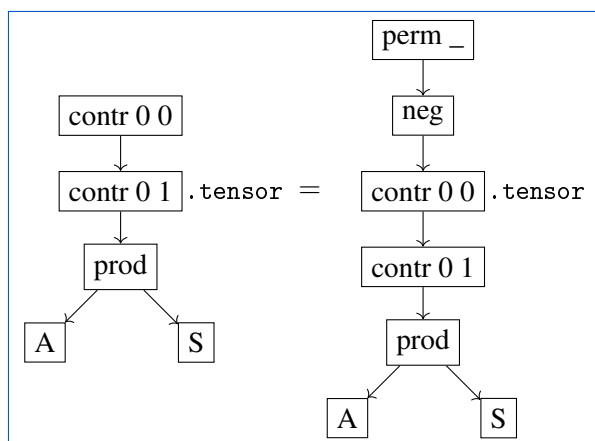 perm _
neg
contr 0 0
contr 0 1 .tensor = contr 0 0 .tensor
prod
contr 0 1
A S
prod
A S